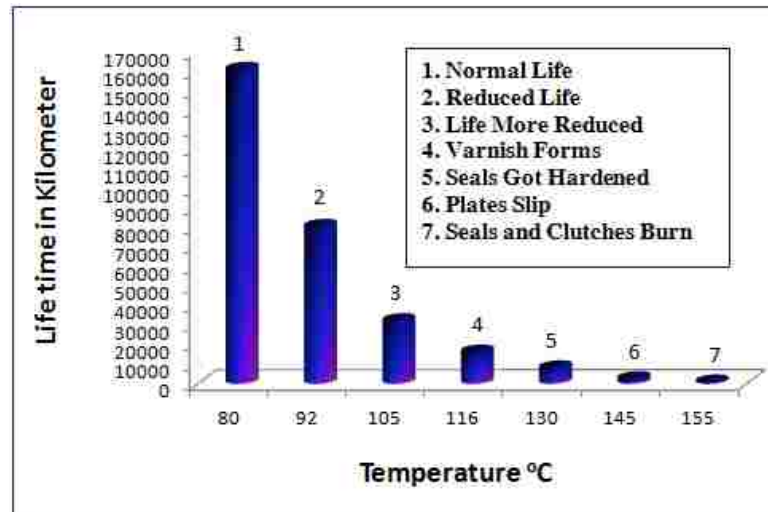 Life time in Kilometer
170000
160000
150000
140000
130000
120000
110000
100000
90000
80000
70000
60000
50000
40000
30000
20000
10000
0
1
2
3
4
5
6
7
1. Normal Life
2. Reduced Life
3. Life More Reduced
4. Varnish Forms
5. Seals Got Hardened
6. Plates Slip
7. Seals and Clutches Burn
80 92 105 116 130 145 155
Temperature ⁰C